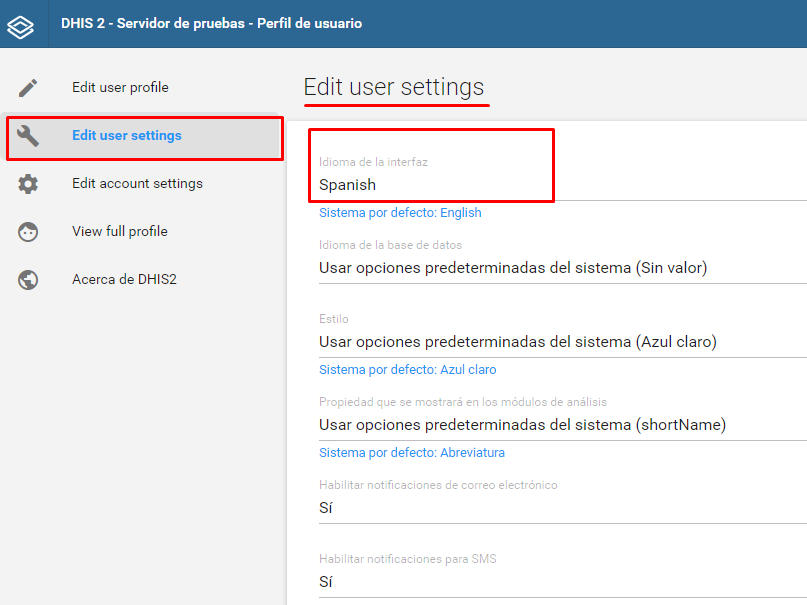 DHIS 2 - Servidor de pruebas - Perfil de usuario
Edit user profile
Edit user settings
Edit account settings
View full profile
Acerca de DHIS2
Edit user settings
Idioma de la interfaz
Spanish
Sistema por defecto: English
Idioma de la base de datos
Usar opciones predeterminadas del sistema (Sin valor)
Estilo
Usar opciones predeterminadas del sistema (Azul claro)
Sistema por defecto: Azul claro
Propiedad que se mostrará en los módulos de análisis
Usar opciones predeterminadas del sistema (shortName)
Sistema por defecto: Abreviatura
Habilitar notificaciones de correo electrónico
Sí
Habilitar notificaciones para SMS
Sí